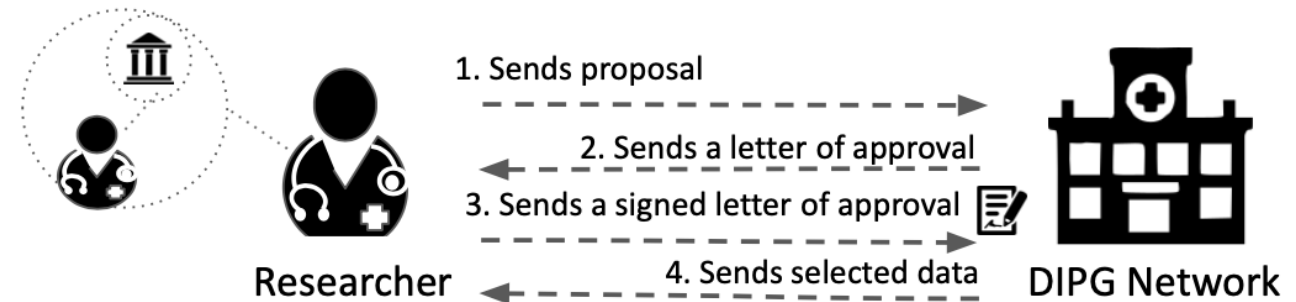 1. Sends proposal
2. Sends a letter of approval
3. Sends a signed letter of approval
4. Sends selected data
Researcher
DIPG Network